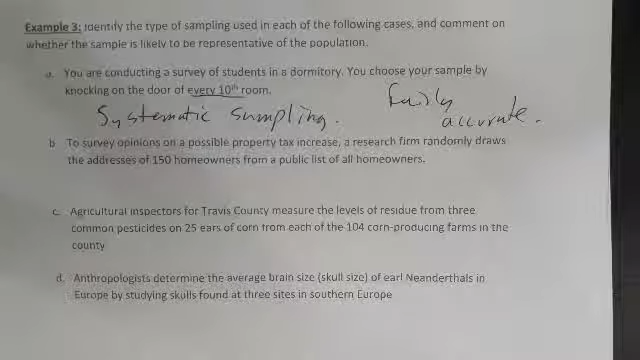 Example 3: Identify the type of sampling used in each of the following cases, and comment on
whether the sample is likely to be representative of the population.
a. You are conducting a survey of students in a dormitory. You choose your sample by
knocking on the door of every 10th room.
Systematic sampling. fairly accurate.
b To survey opinions on a possible property tax increase, a research firm randomly draws
the addresses of 150 homeowners from a public list of all homeowners.
c. Agricultural inspectors for Travis County measure the levels of residue from three
common pesticides on 25 ears of corn from each of the 104 corn-producing farms in the
county
d. Anthropologists determine the average brain size (skull size) of earl Neanderthals in
Europe by studying skulls found at three sites in southern Europe